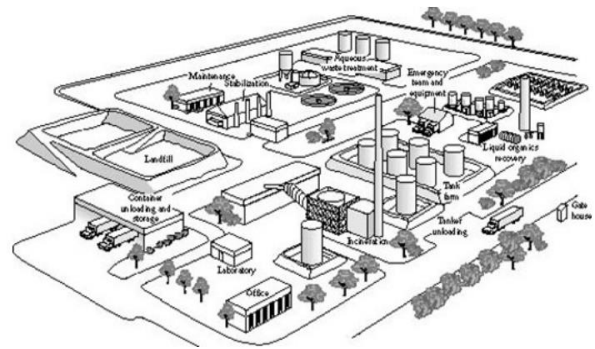 Aqueous
waste treatment
Maintenance
Stabilization
Emergency
team and
equipment
Liquid organics
recovery
Landfill
Tank
farm
Container
unloading and
storage
Gate
house
Tanker
unloading
Incineration
Laboratory
Office